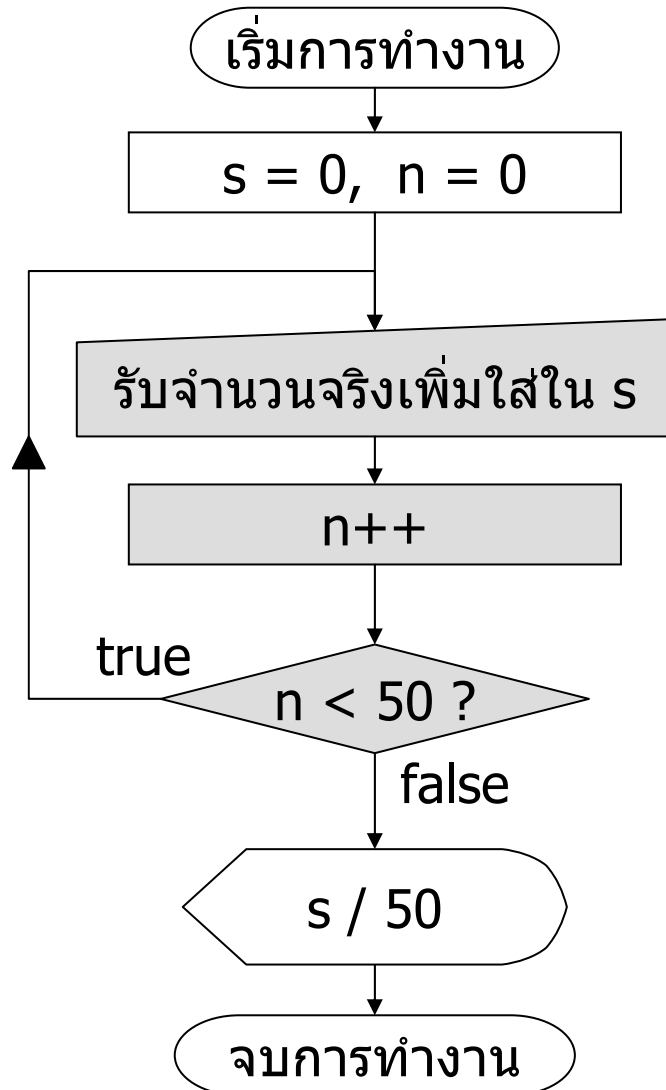 เริ่มการทำงาน
s = 0, n = 0
รับจำนวนจริงเพิ่มใส่ใน s
n++
true
n < 50 ?
false
s / 50
จบการทำงาน